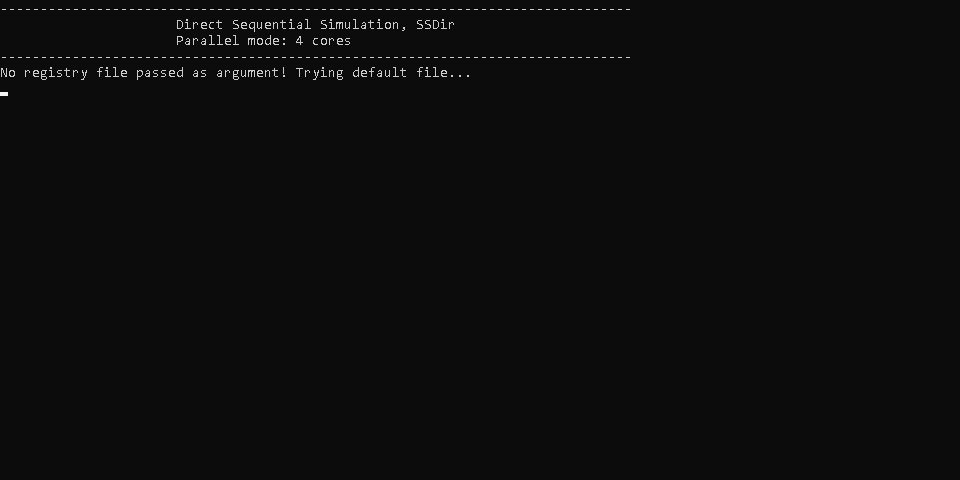 -------------------------------------------------------------------------------
Direct Sequential Simulation, SSDir
Parallel mode: 4 cores
-------------------------------------------------------------------------------
No registry file passed as argument! Trying default file...